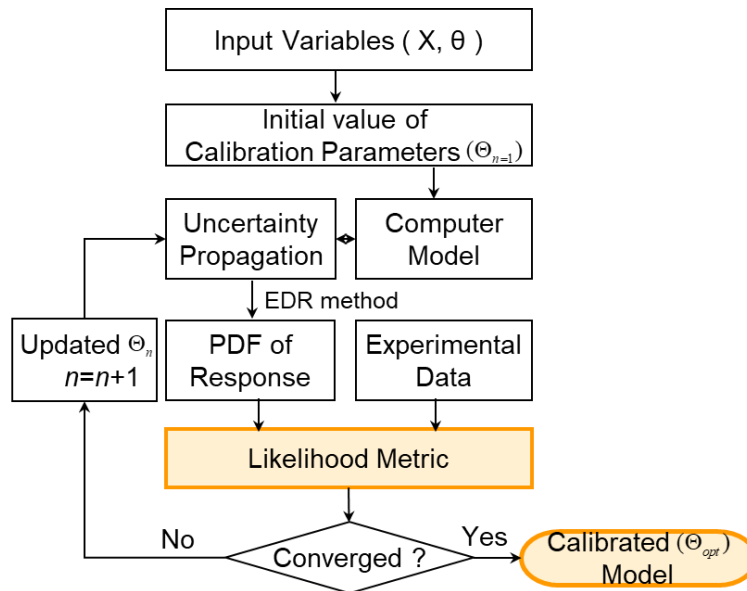 Input Variables ( X, θ )
Initial value of
Calibration Parameters (Θn=1)
Uncertainty
Propagation
Computer
Model
EDR method
Updated Θn
n=n+1
PDF of
Response
Experimental
Data
Likelihood Metric
No
Converged ?
Yes
Calibrated (Θopt)
Model